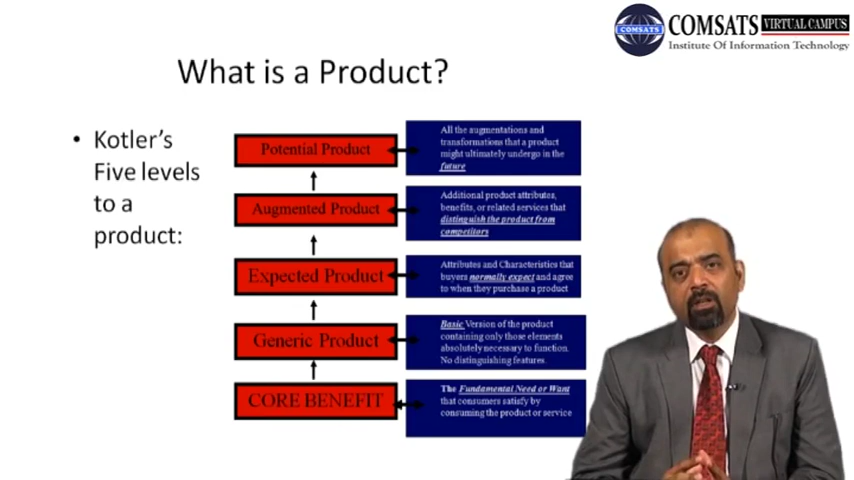 COMSATS VIRTUAL CAMPUS
COMSATS
Institute Of Information Technology
What is a Product?
• Kotler's
Five levels
to a
product:
Potential Product
All the augmentations and
transformations that a product
might ultimately undergo in the
future
Augmented Product
Additional product attributes,
benefits, or related services that
distinguish the product from
competitors
Expected Product
Attributes and Characteristics that
buyers normally expect and agree
to when they purchase a product
Generic Product
Basic Version of the product
containing only those elements
absolutely necessary to function.
No distinguishing features.
CORE BENEFIT
The Fundamental Need or Want
that consumers satisfy by
consuming the product or service